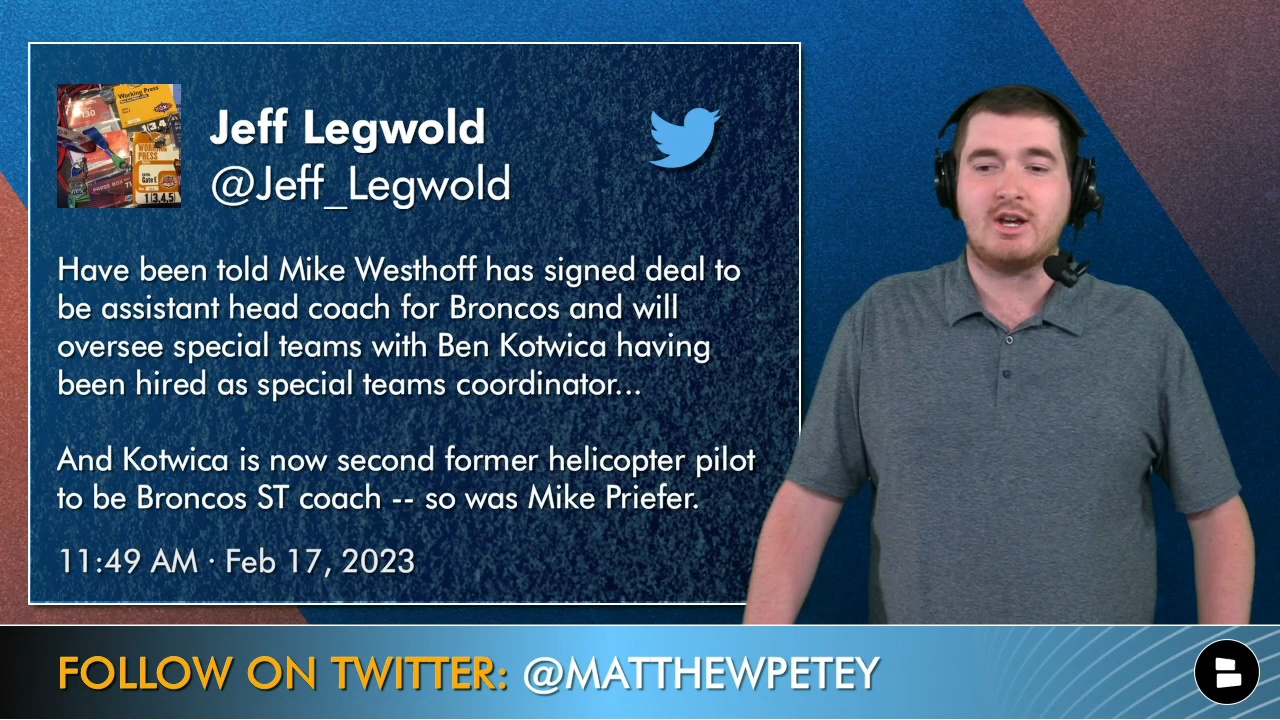 Jeff Legwold
@Jeff_Legwold
Have been told Mike Westhoff has signed deal to
be assistant head coach for Broncos and will
oversee special teams with Ben Kotwica having
been hired as special teams coordinator...
And Kotwica is now second former helicopter pilot
to be Broncos ST coach -- so was Mike Priefer.
11:49 AM · Feb 17, 2023
FOLLOW ON TWITTER: @MATTHEWPETEY